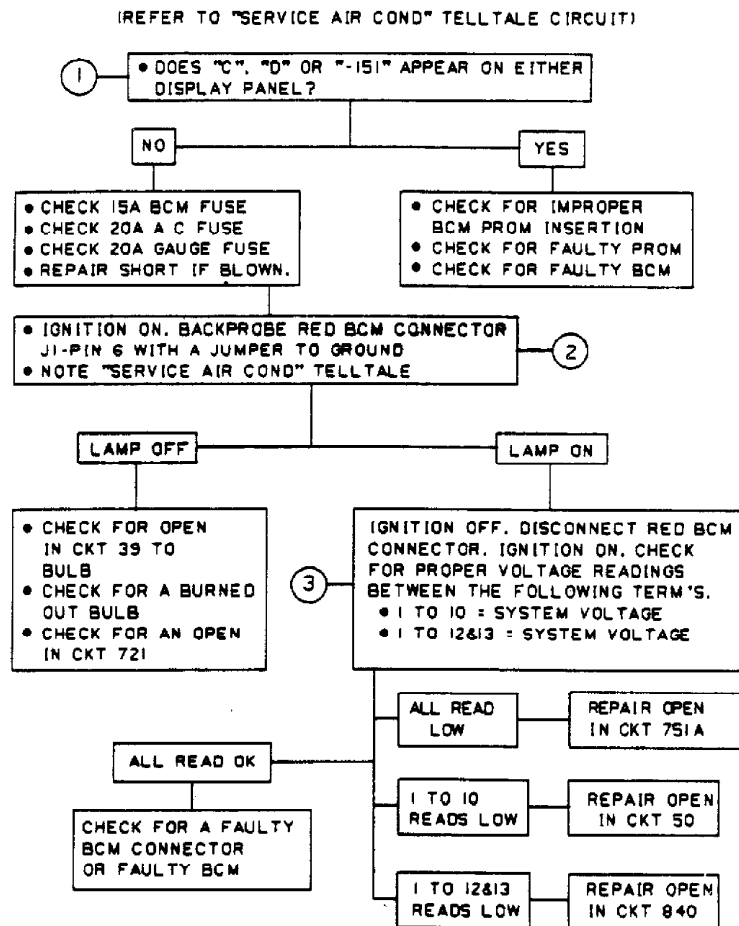 (REFER TO "SERVICE AIR COND" TELLTALE CIRCUIT)
1
• DOES "C", "D" OR "-151" APPEAR ON EITHER
DISPLAY PANEL?
NO
YES
• CHECK 15A BCM FUSE
• CHECK 20A A C FUSE
• CHECK 20A GAUGE FUSE
• REPAIR SHORT IF BLOWN.
• CHECK FOR IMPROPER
BCM PROM INSERTION
• CHECK FOR FAULTY PROM
• CHECK FOR FAULTY BCM
• IGNITION ON. BACKPROBE RED BCM CONNECTOR
J1-PIN 6 WITH A JUMPER TO GROUND
• NOTE "SERVICE AIR COND" TELLTALE
2
LAMP OFF
LAMP ON
• CHECK FOR OPEN
IN CKT 39 TO
BULB
• CHECK FOR A BURNED
OUT BULB
• CHECK FOR AN OPEN
IN CKT 721
3
IGNITION OFF. DISCONNECT RED BCM
CONNECTOR. IGNITION ON. CHECK
FOR PROPER VOLTAGE READINGS
BETWEEN THE FOLLOWING TERM'S.
• 1 TO 10 = SYSTEM VOLTAGE
• 1 TO 12&13 = SYSTEM VOLTAGE
ALL READ
LOW
REPAIR OPEN
IN CKT 751A
ALL READ OK
1 TO 10
READS LOW
REPAIR OPEN
IN CKT 50
CHECK FOR A FAULTY
BCM CONNECTOR
OR FAULTY BCM
1 TO 12&13
READS LOW
REPAIR OPEN
IN CKT 840